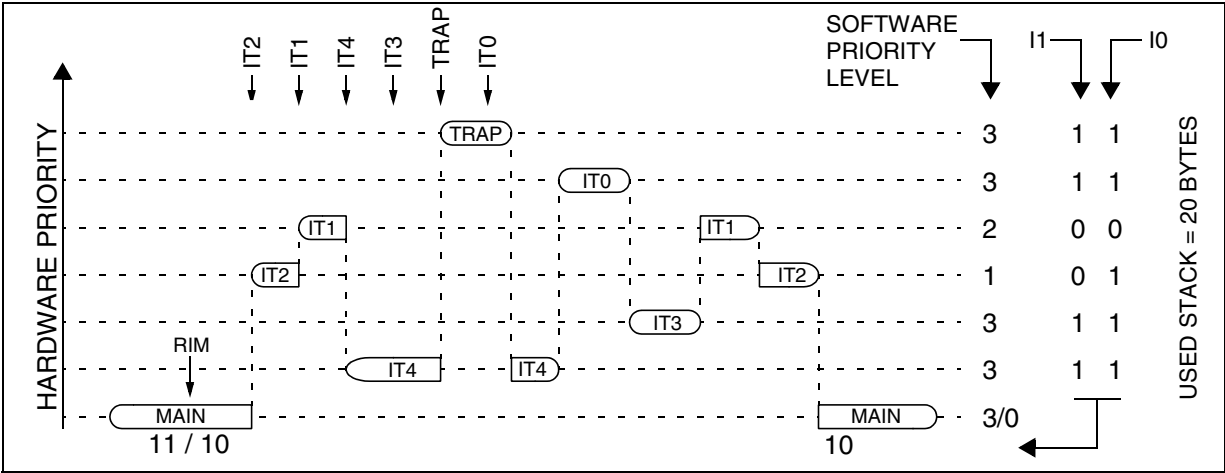 IT2
IT1
IT4
IT3
TRAP
IT0
SOFTWARE
PRIORITY
LEVEL
I1
I0
HARDWARE PRIORITY
TRAP
3
1 1
IT0
3
1 1
IT1
IT1
2
0 0
IT2
IT2
1
0 1
IT3
3
1 1
RIM
IT4
IT4
3
1 1
MAIN
MAIN
3/0
11 / 10
10
USED STACK = 20 BYTES